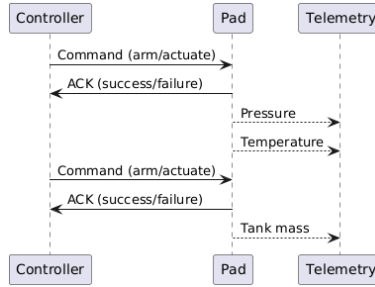 Controller Pad Telemetry
Command (arm/actuate)
ACK (success/failure)
Pressure
Temperature
Command (arm/actuate)
ACK (success/failure)
Tank mass
Controller Pad Telemetry